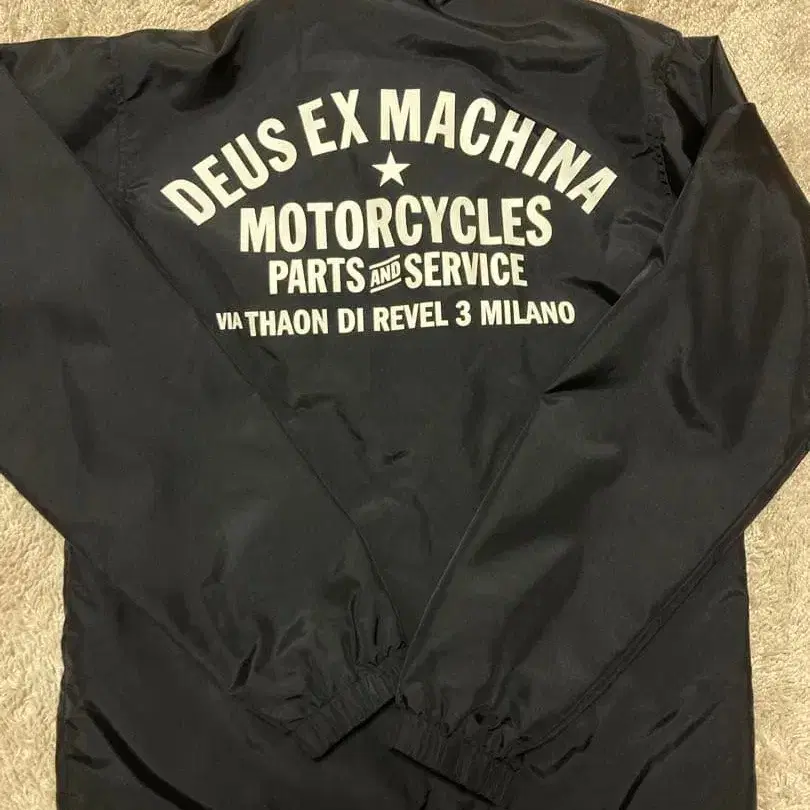 DEUS EX MACHINA
MOTORCYCLES
PARTS AND SERVICE
VIA THAON DI REVEL 3 MILANO